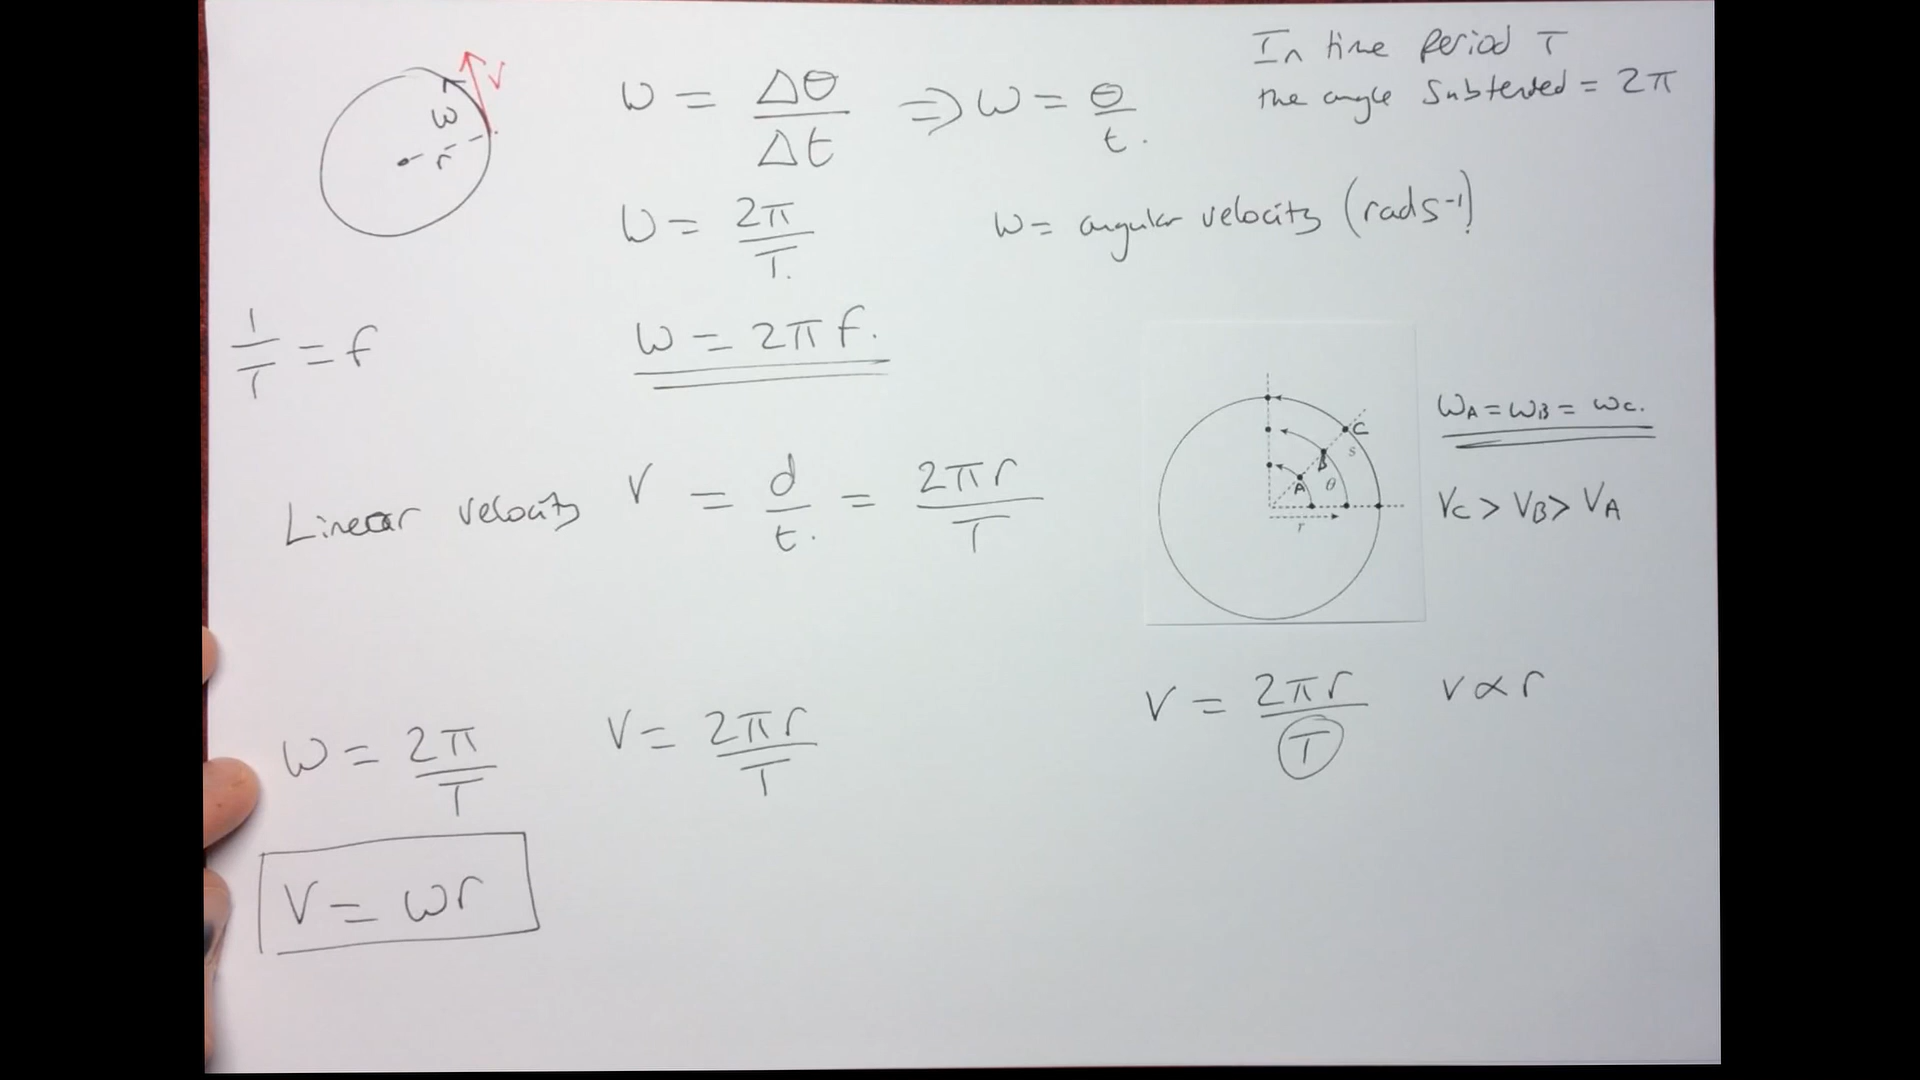 V
ω
r
ω = Δθ/Δt ⇒ ω = θ/t.
In time period T
the angle subtended = 2π
ω = 2π/T.
ω = angular velocity (rads⁻¹)
1/T = f
ω = 2πf.
C
s
B
A
θ
r
ωA = ωB = ωC.
VC > VB > VA
Linear velocity V = d/t. = 2πr/T
V = 2πr/T V ∝ r
ω = 2π/T V = 2πr/T
V = ωr